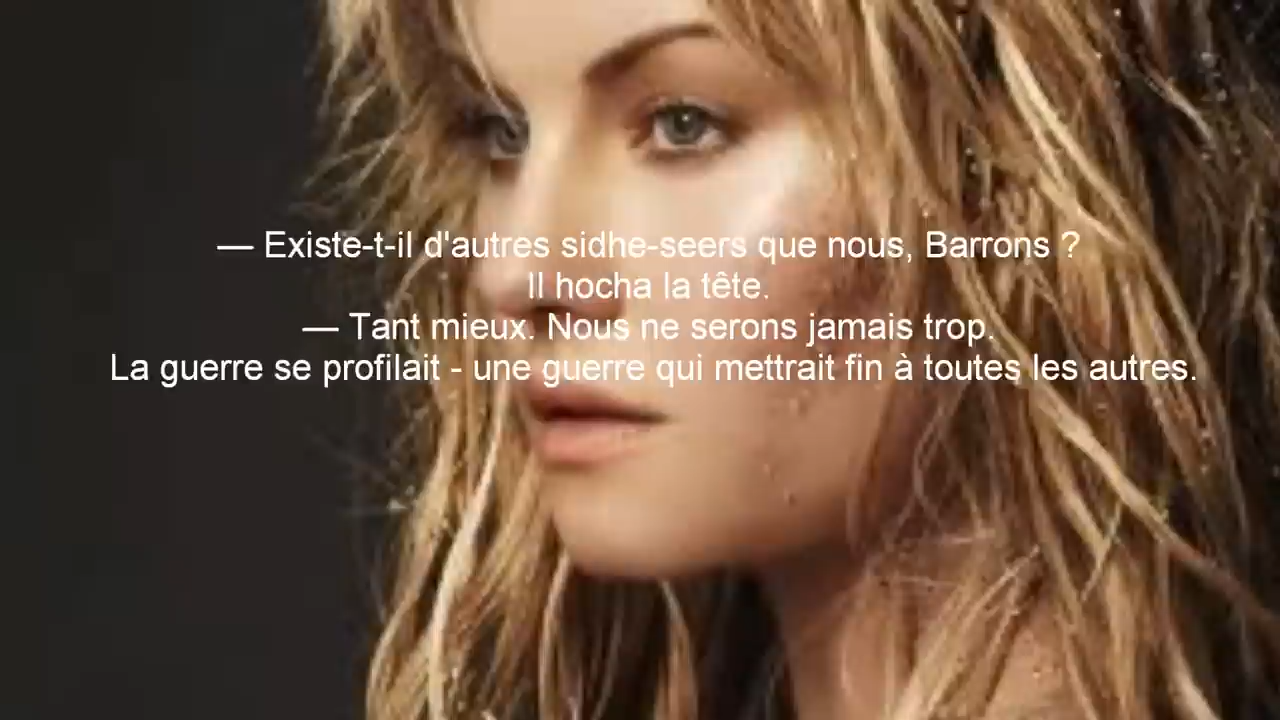 — Existe-t-il d'autres sidhe-seers que nous, Barrons ?
Il hocha la tête.
— Tant mieux. Nous ne serons jamais trop.
La guerre se profilait - une guerre qui mettrait fin à toutes les autres.